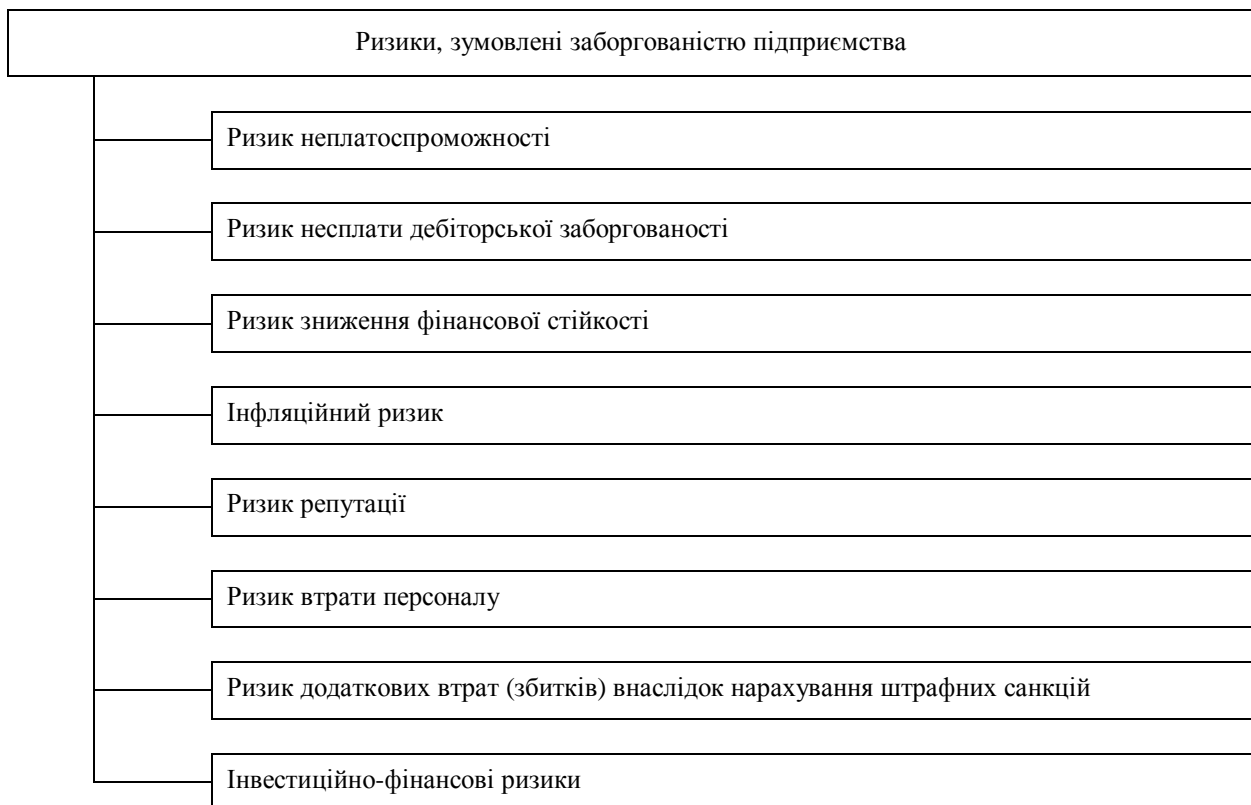 Ризики, зумовлені заборгованістю підприємства
Ризик неплатоспроможності
Ризик несплати дебіторської заборгованості
Ризик зниження фінансової стійкості
Інфляційний ризик
Ризик репутації
Ризик втрати персоналу
Ризик додаткових втрат (збитків) внаслідок нарахування штрафних санкцій
Інвестиційно-фінансові ризики